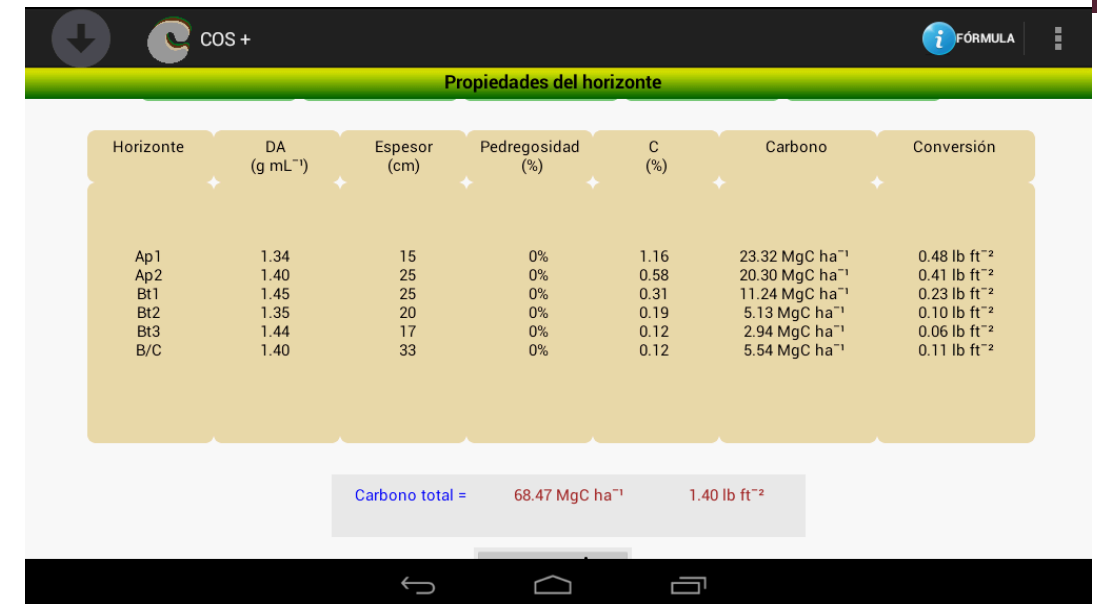 COS +
i FÓRMULA
Propiedades del horizonte
Horizonte DA (g mL⁻¹) Espesor (cm) Pedregosidad (%) C (%) Carbono Conversión
Ap1 1.34 15 0% 1.16 23.32 MgC ha⁻¹ 0.48 lb ft⁻²
Ap2 1.40 25 0% 0.58 20.30 MgC ha⁻¹ 0.41 lb ft⁻²
Bt1 1.45 25 0% 0.31 11.24 MgC ha⁻¹ 0.23 lb ft⁻²
Bt2 1.35 20 0% 0.19 5.13 MgC ha⁻¹ 0.10 lb ft⁻²
Bt3 1.44 17 0% 0.12 2.94 MgC ha⁻¹ 0.06 lb ft⁻²
B/C 1.40 33 0% 0.12 5.54 MgC ha⁻¹ 0.11 lb ft⁻²
Carbono total = 68.47 MgC ha⁻¹ 1.40 lb ft⁻²